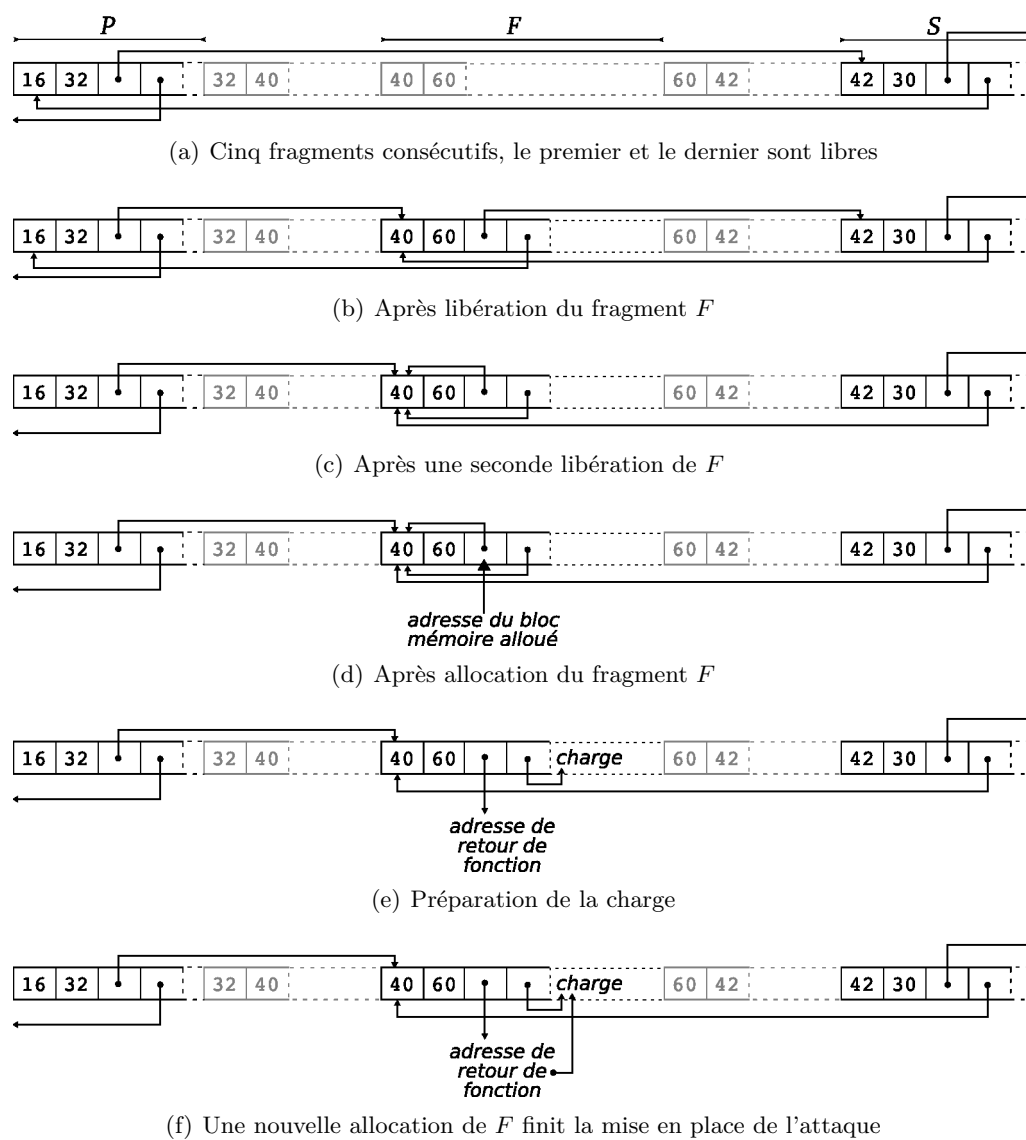 P F S
16 32 32 40 40 60 60 42 42 30
(a) Cinq fragments consécutifs, le premier et le dernier sont libres
16 32 32 40 40 60 60 42 42 30
(b) Après libération du fragment F
16 32 32 40 40 60 60 42 42 30
(c) Après une seconde libération de F
16 32 32 40 40 60 60 42 42 30
adresse du bloc
mémoire alloué
(d) Après allocation du fragment F
16 32 32 40 40 60 charge 60 42 42 30
adresse de
retour de
fonction
(e) Préparation de la charge
16 32 32 40 40 60 charge 60 42 42 30
adresse de
retour de
fonction
(f) Une nouvelle allocation de F finit la mise en place de l'attaque